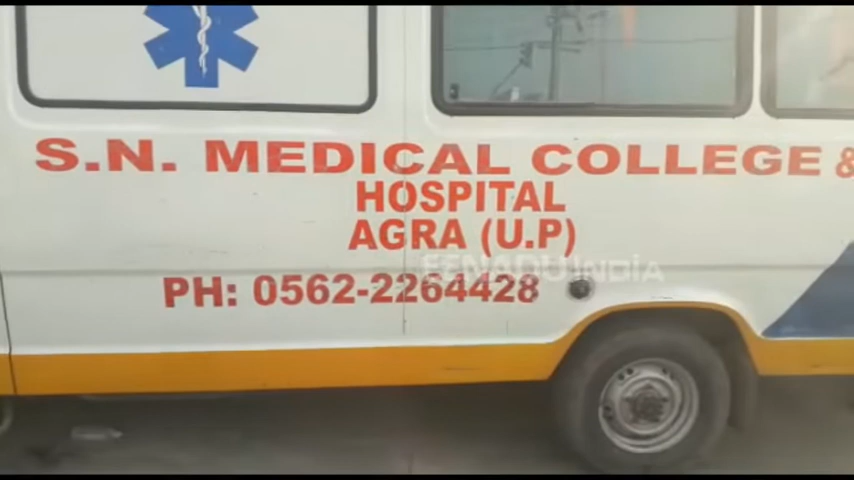 S.N. MEDICAL COLLEGE &
HOSPITAL
AGRA (U.P)
EENADU INDIA
PH: 0562-2264428